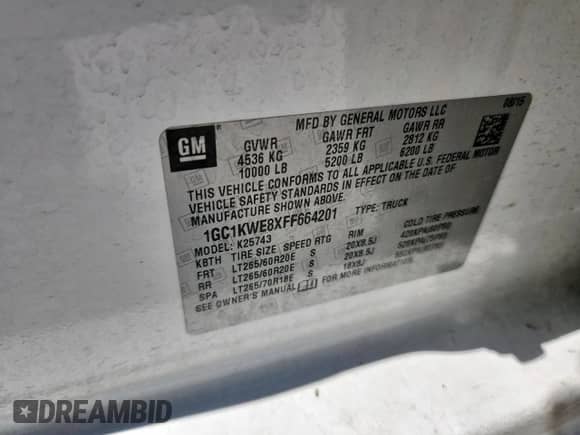 GM
MFD BY GENERAL MOTORS LLC 08/15
GVWR GAWR FRT GAWR RR
4536 KG 2359 KG 2812 KG
10000 LB 5200 LB 6200 LB
THIS VEHICLE CONFORMS TO ALL APPLICABLE U.S. FEDERAL MOTOR
VEHICLE SAFETY STANDARDS IN EFFECT ON THE DATE OF
MANUFACTURE SHOWN ABOVE.
1GC1KWE8XFF664201 TYPE: TRUCK
MODEL: K25743
KBTH TIRE SIZE SPEED RTG RIM COLD TIRE PRESSURE
FRT LT265/60R20E S 20X8.5J
RR LT265/60R20E S 20X8.5J
SPA LT265/70R18E S 18X8J
SEE OWNER'S MANUAL FOR MORE INFORMATION.
DREAMBID